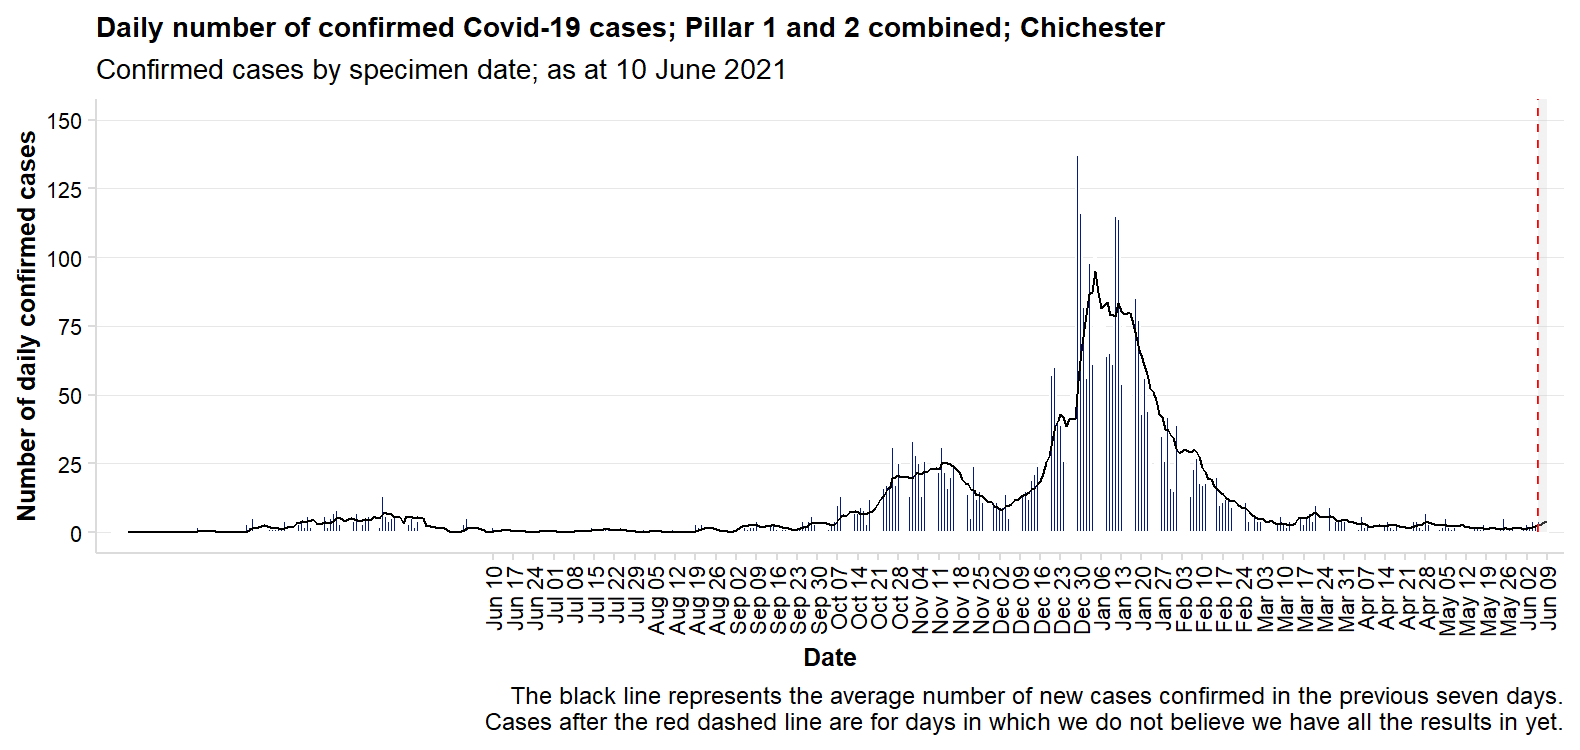 Daily number of confirmed Covid-19 cases; Pillar 1 and 2 combined; Chichester
Confirmed cases by specimen date; as at 10 June 2021
Number of daily confirmed cases
150
125
100
75
50
25
0
Jun 10
Jun 17
Jun 24
Jul 01
Jul 08
Jul 15
Jul 22
Jul 29
Aug 05
Aug 12
Aug 19
Aug 26
Sep 02
Sep 09
Sep 16
Sep 23
Sep 30
Oct 07
Oct 14
Oct 21
Oct 28
Nov 04
Nov 11
Nov 18
Nov 25
Dec 02
Dec 09
Dec 16
Dec 23
Dec 30
Jan 06
Jan 13
Jan 20
Jan 27
Feb 03
Feb 10
Feb 17
Feb 24
Mar 03
Mar 10
Mar 17
Mar 24
Mar 31
Apr 07
Apr 14
Apr 21
Apr 28
May 05
May 12
May 19
May 26
Jun 02
Jun 09
Date
The black line represents the average number of new cases confirmed in the previous seven days.
Cases after the red dashed line are for days in which we do not believe we have all the results in yet.